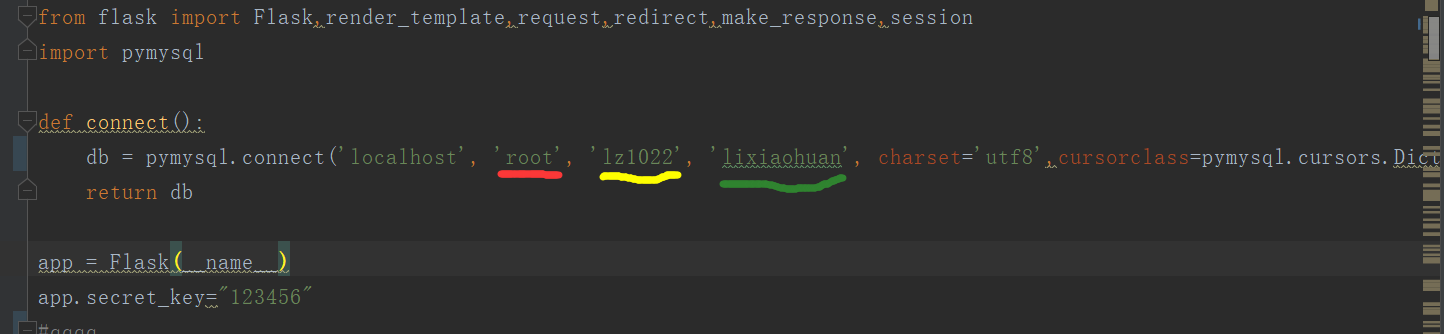 from flask import Flask,render_template,request,redirect,make_response,session
import pymysql
def connect():
db = pymysql.connect('localhost', 'root', 'lz1022', 'lixiaohuan', charset='utf8',cursorclass=pymysql.cursors.Dict
return db
app = Flask(__name__)
app.secret_key="123456"